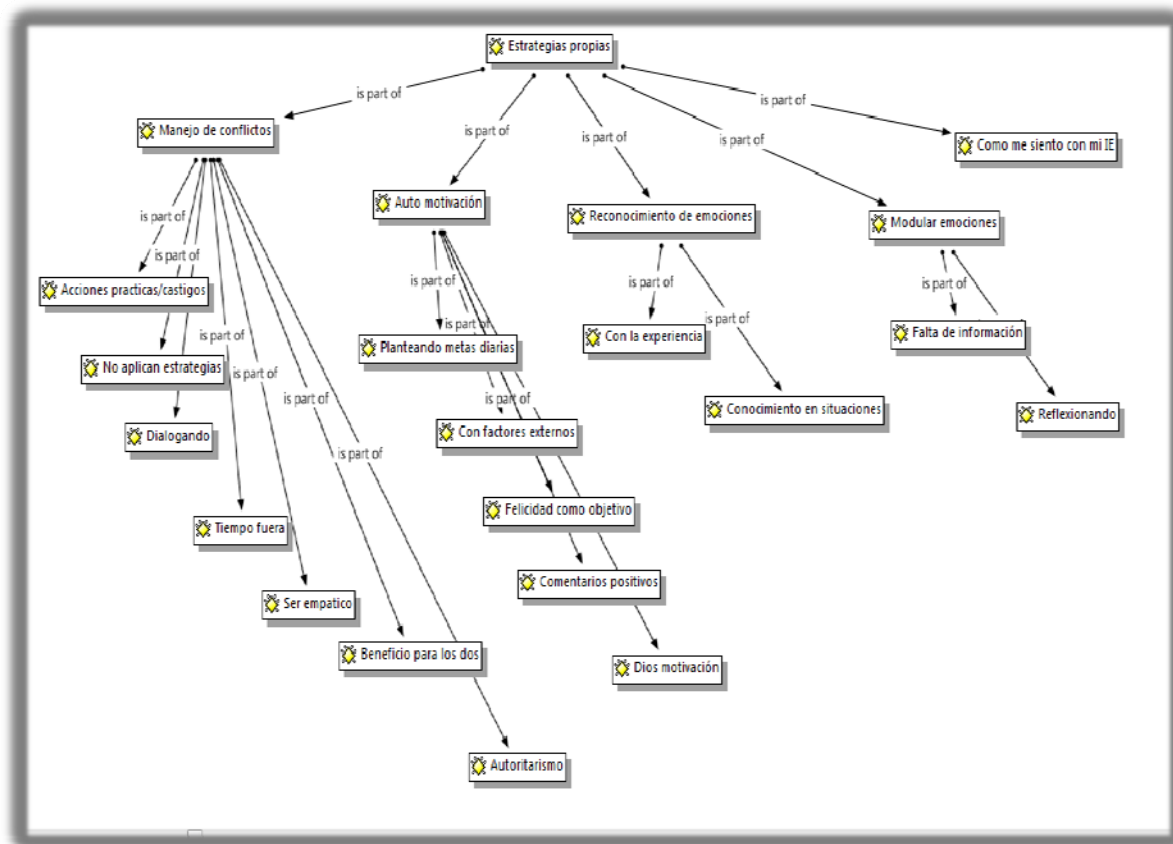 Estrategias propias
is part of
is part of
Manejo de conflictos
is part of
is part of
is part of
Como me siento con mi IE
Auto motivación
Reconocimiento de emociones
Modular emociones
is part of
is part of
Acciones practicas/castigos
is part of
is part of
is part of
is part of
is part of
is part of
Con la experiencia
Falta de información
Planteando metas diarias
is part of
is part of
No aplican estrategias
is part of
is part of
Conocimiento en situaciones
Reflexionando
Dialogando
Con factores externos
is part of
Felicidad como objetivo
Tiempo fuera
Comentarios positivos
Ser empatico
Beneficio para los dos
Dios motivación
Autoritarismo